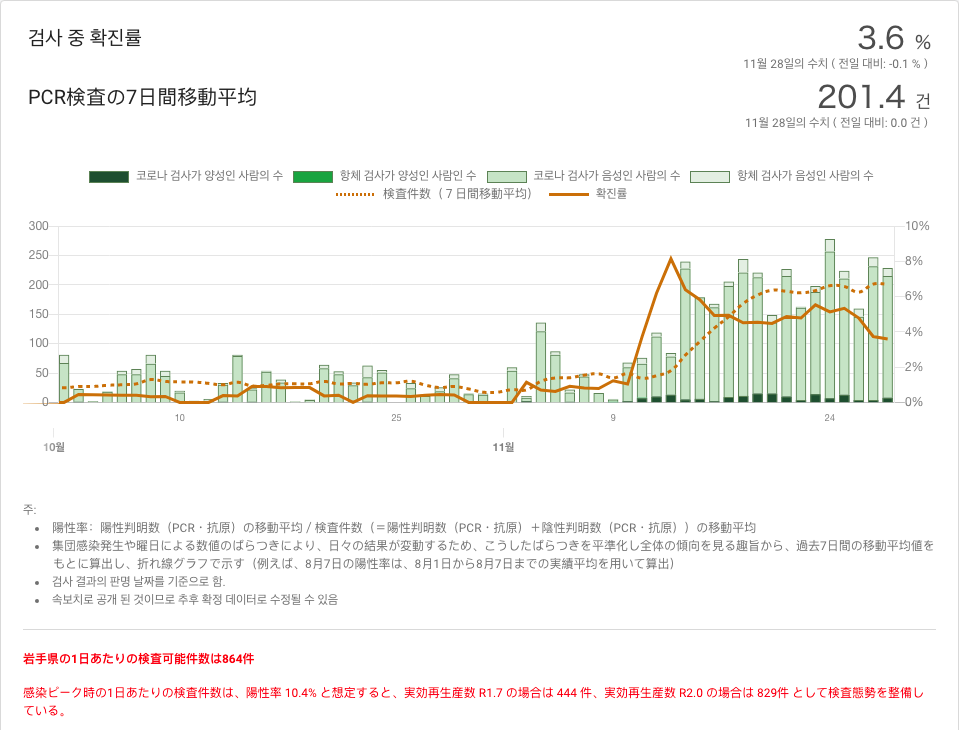 검사 중 확진률
3.6 %
11월 28일의 수치 ( 전일 대비: -0.1 % )
PCR検査の7日間移動平均
201.4 건
11월 28일의 수치 ( 전일 대비: 0.0 건 )
코로나 검사가 양성인 사람의 수 항체 검사가 양성인 사람인 수 코로나 검사가 음성인 사람의 수 항체 검사가 음성인 사람의 수
検査件数（７日間移動平均） 확진률
300 10%
250 8%
200 6%
150 4%
100 2%
50 0%
0
10 25 9 24
10월 11월
주:
陽性率：陽性判明数（PCR・抗原）の移動平均 / 検査件数（＝陽性判明数（PCR・抗原）＋陰性判明数（PCR・抗原））の移動平均
集団感染発生や曜日による数値のばらつきにより、日々の結果が変動するため、こうしたばらつきを平準化し全体の傾向を見る趣旨から、過去7日間の移動平均値を
もとに算出し、折れ線グラフで示す（例えば、8月7日の陽性率は、8月1日から8月7日までの実績平均を用いて算出）
검사 결과의 판명 날짜를 기준으로 함.
속보치로 공개 된 것이므로 추후 확정 데이터로 수정될 수 있음
岩手県の1日あたりの検査可能件数は864件
感染ピーク時の1日あたりの検査件数は、陽性率 10.4% と想定すると、実効再生産数 R1.7 の場合は 444 件、実効再生産数 R2.0 の場合は 829件 として検査態勢を整備し
ている。